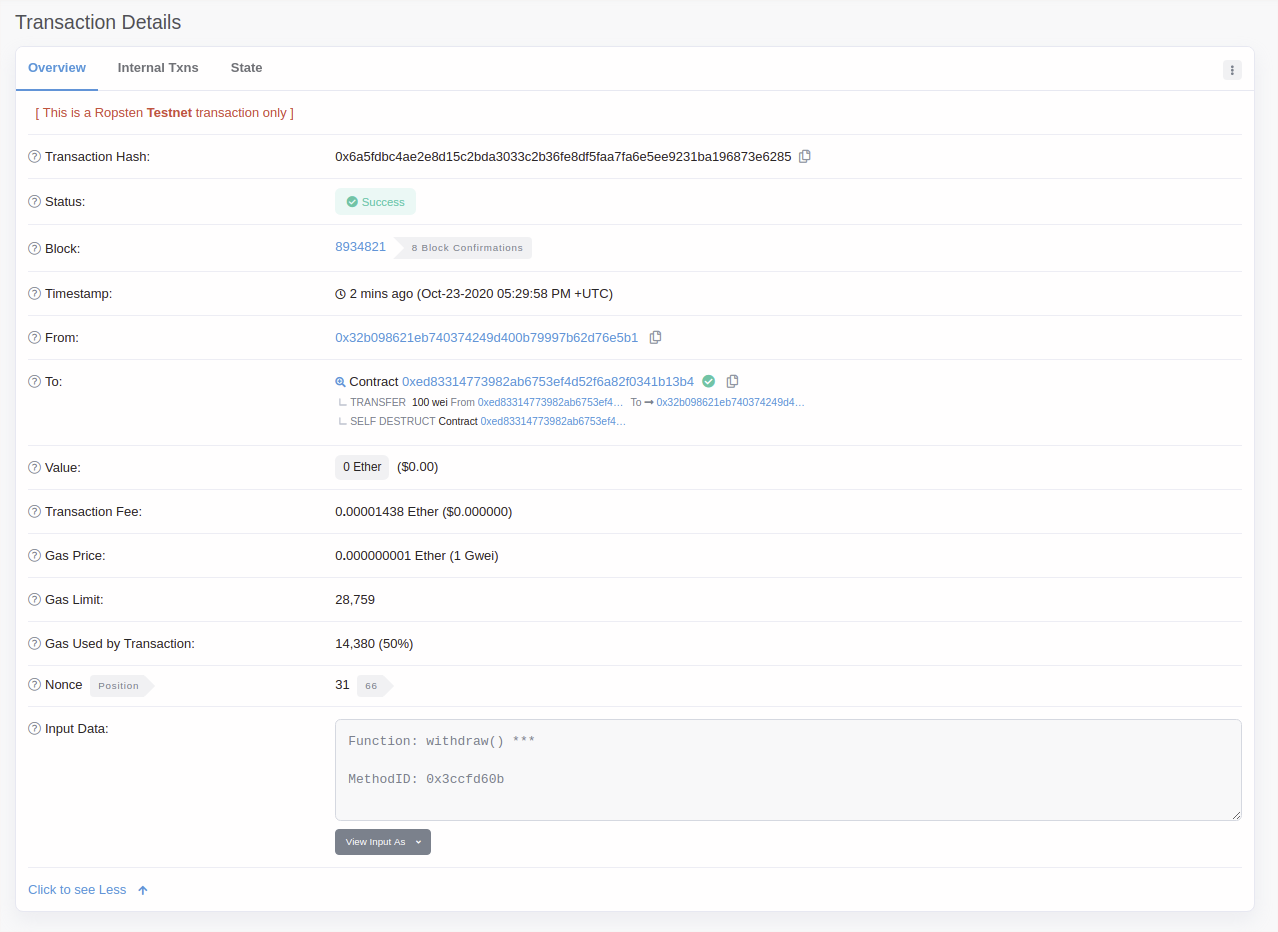 Transaction Details
Overview Internal Txns State
[ This is a Ropsten Testnet transaction only ]
Transaction Hash: 0x6a5fdbc4ae2e8d15c2bda3033c2b36fe8df5faa7fa6e5ee9231ba196873e6285
Status: Success
Block: 8934821 8 Block Confirmations
Timestamp: 2 mins ago (Oct-23-2020 05:29:58 PM +UTC)
From: 0x32b098621eb740374249d400b79997b62d76e5b1
To: Contract 0xed83314773982ab6753ef4d52f6a82f0341b13b4
TRANSFER 100 wei From 0xed83314773982ab6753ef4… To → 0x32b098621eb740374249d4…
SELF DESTRUCT Contract 0xed83314773982ab6753ef4…
Value: 0 Ether ($0.00)
Transaction Fee: 0.00001438 Ether ($0.000000)
Gas Price: 0.000000001 Ether (1 Gwei)
Gas Limit: 28,759
Gas Used by Transaction: 14,380 (50%)
Nonce Position 31 66
Input Data: Function: withdraw() ***
MethodID: 0x3ccfd60b
View Input As
Click to see Less ↑